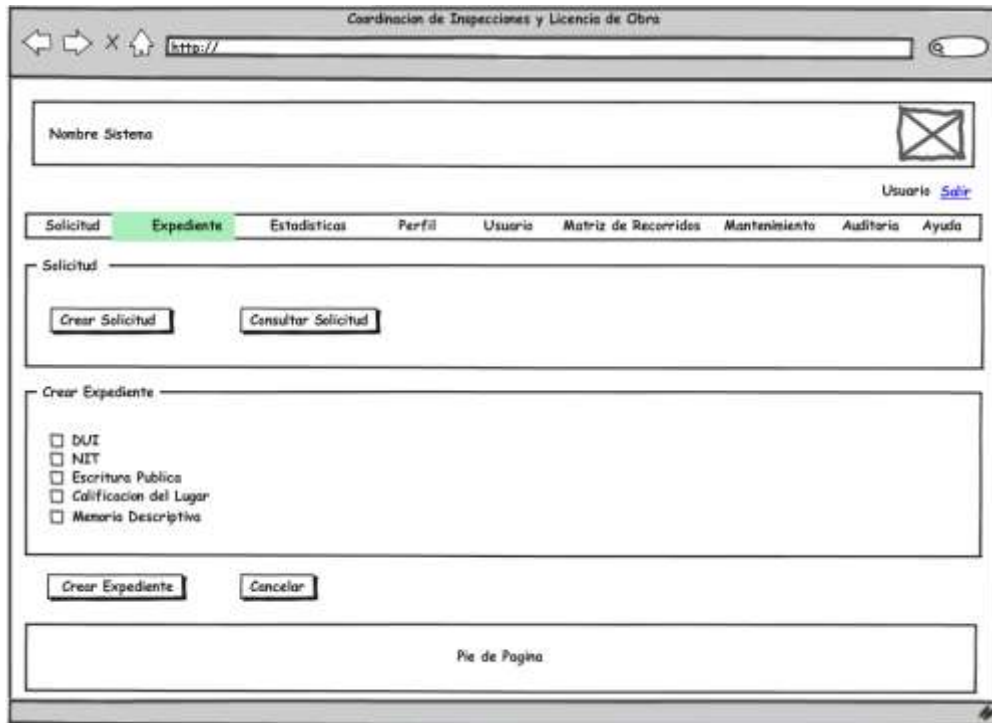 Coordinacion de Inspecciones y Licencia de Obra
http://
Nombre Sistema
Usuario Salir
Solicitud Expediente Estadisticas Perfil Usuario Matriz de Recorridos Mantenimiento Auditoria Ayuda
Solicitud
Crear Solicitud Consultar Solicitud
Crear Expediente
DUI
NIT
Escritura Publica
Calificacion del Lugar
Memoria Descriptiva
Crear Expediente Cancelar
Pie de Pagina